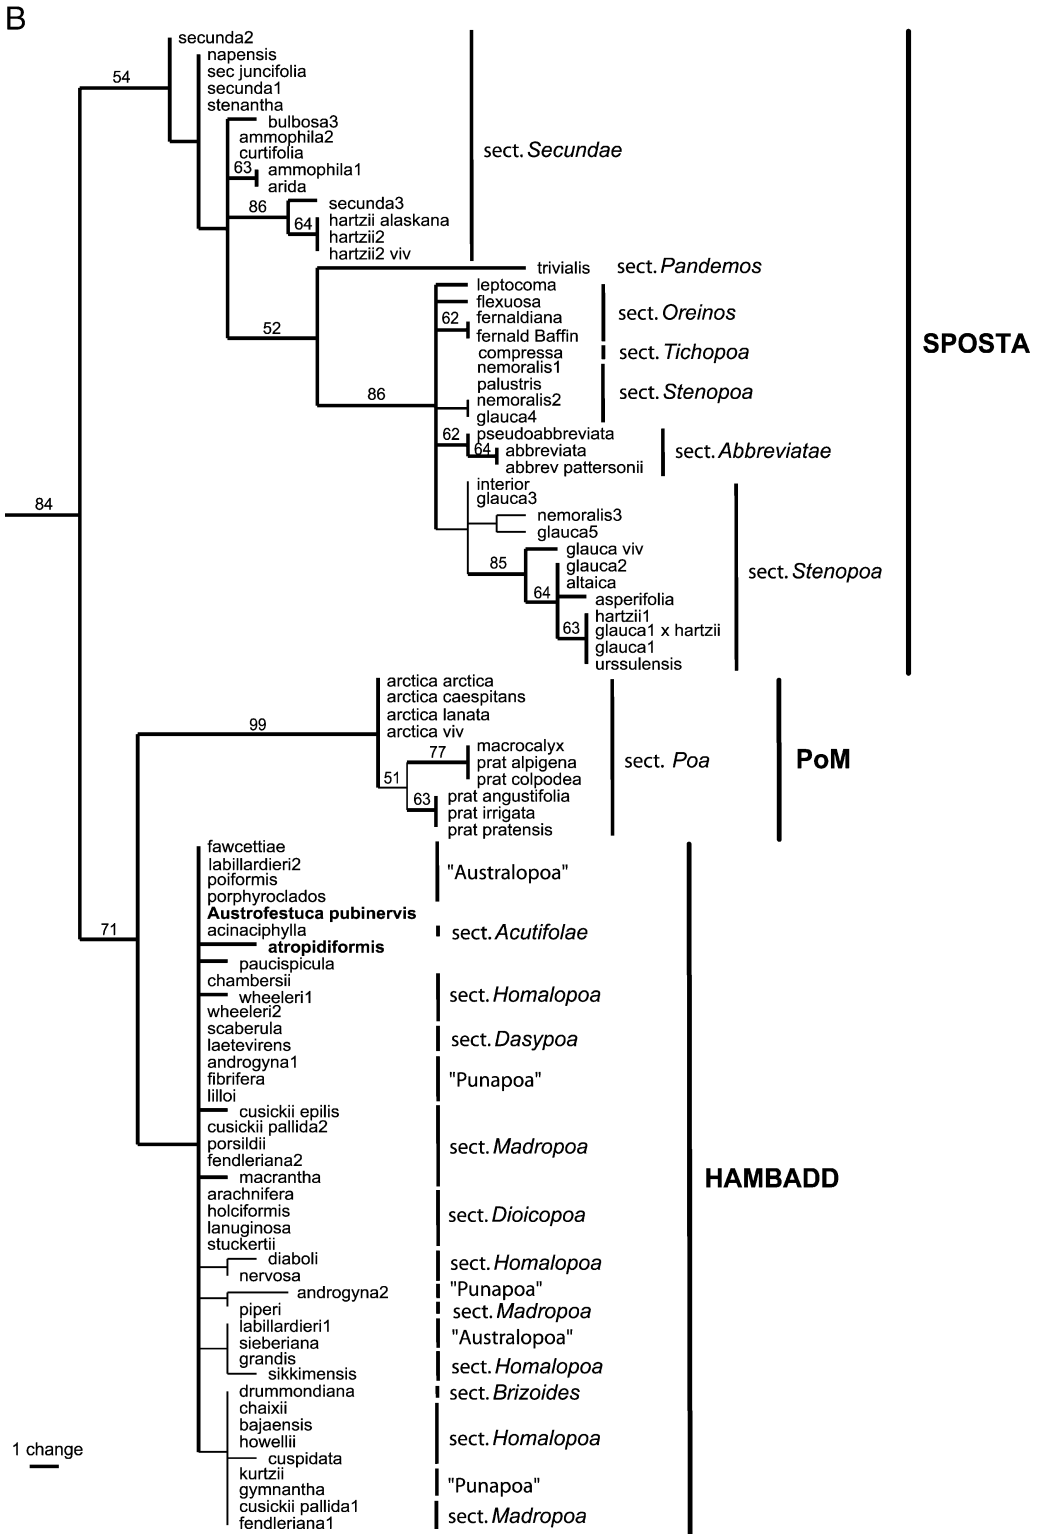 B
secunda2
napensis
54
sec juncifolia
secunda1
stenantha
bulbosa3
ammophila2
curtifolia
sect. Secundae
63
ammophila1
arida
86
secunda3
64
hartzii alaskana
hartzii2
hartzii2 viv
trivialis
sect. Pandemos
leptocoma
flexuosa
sect. Oreinos
62
fernaldiana
52
fernald Baffin
SPOSTA
compressa
sect. Tichopoa
nemoralis1
palustris
sect. Stenopoa
86
nemoralis2
glauca4
62
pseudoabbreviata
64
abbreviata
sect. Abbreviatae
abbrev pattersonii
interior
glauca3
84
nemoralis3
glauca5
glauca viv
85
glauca2
sect. Stenopoa
altaica
64
asperifolia
hartzii1
63
glauca1 x hartzii
glauca1
urssulensis
arctica arctica
arctica caespitans
arctica lanata
99
arctica viv
77
macrocalyx
prat alpigena
sect. Poa
PoM
51
prat colpodea
63
prat angustifolia
prat irrigata
prat pratensis
fawcettiae
labillardieri2
"Australopoa"
poiformis
porphyroclados
Austrofestuca pubinervis
71
acinaciphylla
sect. Acutifolae
atropidiformis
paucispicula
chambersii
wheeleri1
sect. Homalopoa
wheeleri2
scaberula
sect. Dasypoa
laetevirens
androgyna1
fibrifera
"Punapoa"
lilloi
cusickii epilis
cusickii pallida2
porsildii
sect. Madropoa
fendleriana2
macrantha
HAMBADD
arachnifera
holciformis
sect. Dioicopoa
lanuginosa
stuckertii
diaboli
sect. Homalopoa
nervosa
androgyna2
"Punapoa"
piperi
sect. Madropoa
labillardieri1
"Australopoa"
sieberiana
grandis
sect. Homalopoa
sikkimensis
drummondiana
sect. Brizoides
chaixii
bajaensis
howellii
sect. Homalopoa
1 change
cuspidata
kurtzii
"Punapoa"
gymnantha
cusickii pallida1
sect. Madropoa
fendleriana1